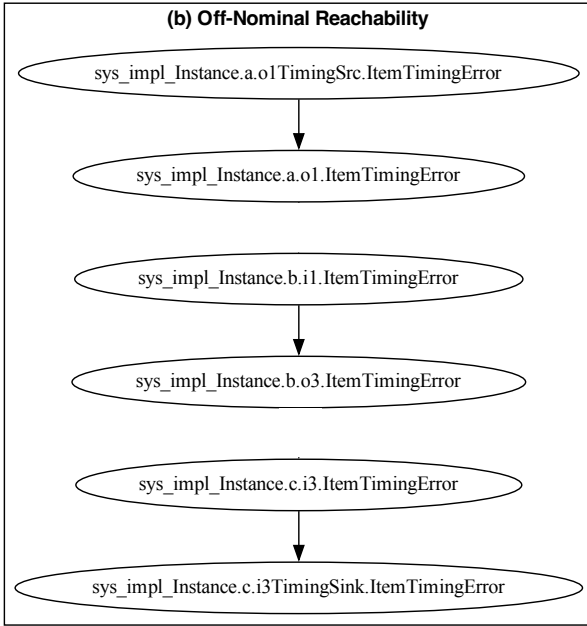 (b) Off-Nominal Reachability
sys_impl_Instance.a.o1TimingSrc.ItemTimingError
sys_impl_Instance.a.o1.ItemTimingError
sys_impl_Instance.b.i1.ItemTimingError
sys_impl_Instance.b.o3.ItemTimingError
sys_impl_Instance.c.i3.ItemTimingError
sys_impl_Instance.c.i3TimingSink.ItemTimingError